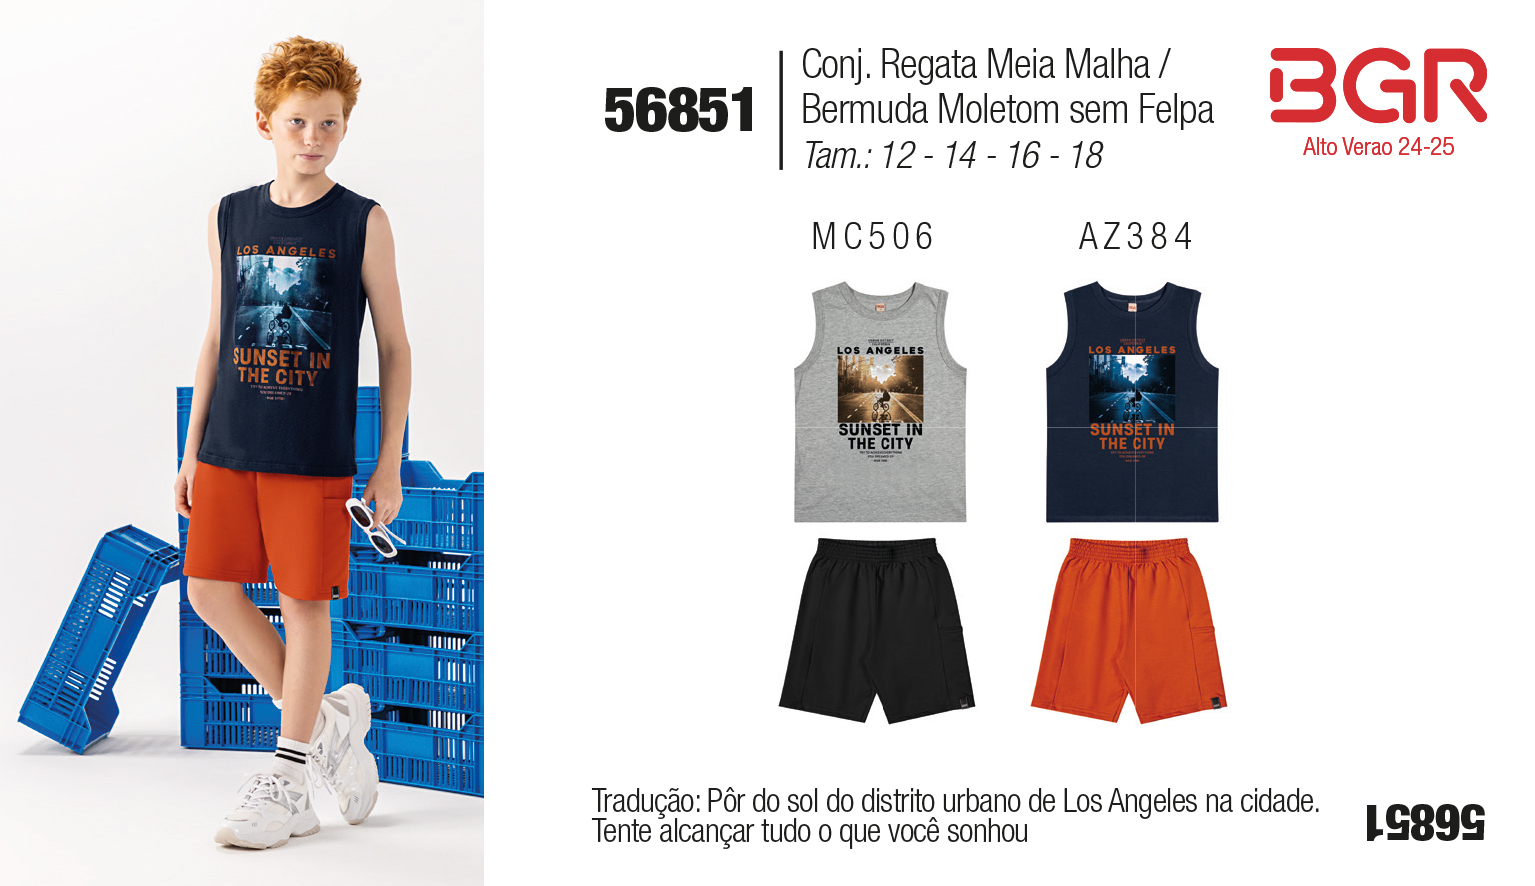 56851
Conj. Regata Meia Malha /
Bermuda Moletom sem Felpa
Tam.: 12 - 14 - 16 - 18
BGR
Alto Verao 24-25
MC506
AZ384
LOS ANGELES
SUNSET IN
THE CITY
LOS ANGELES
SUNSET IN
THE CITY
LOS ANGELES
SUNSET IN
THE CITY
Tradução: Pôr do sol do distrito urbano de Los Angeles na cidade.
Tente alcançar tudo o que você sonhou
56851